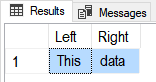 Results Messages
Left Right
1 This data